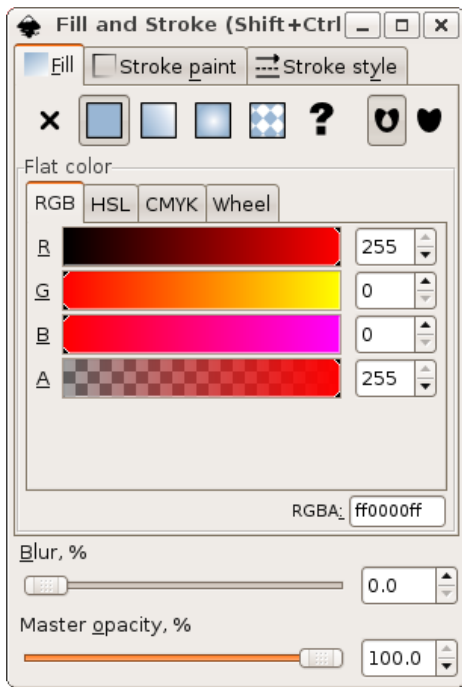 Fill and Stroke (Shift+Ctrl
Fill Stroke paint Stroke style
?
Flat color
RGB HSL CMYK Wheel
R 255
G 0
B 0
A 255
RGBA: ff0000ff
Blur, %
0.0
Master opacity, %
100.0